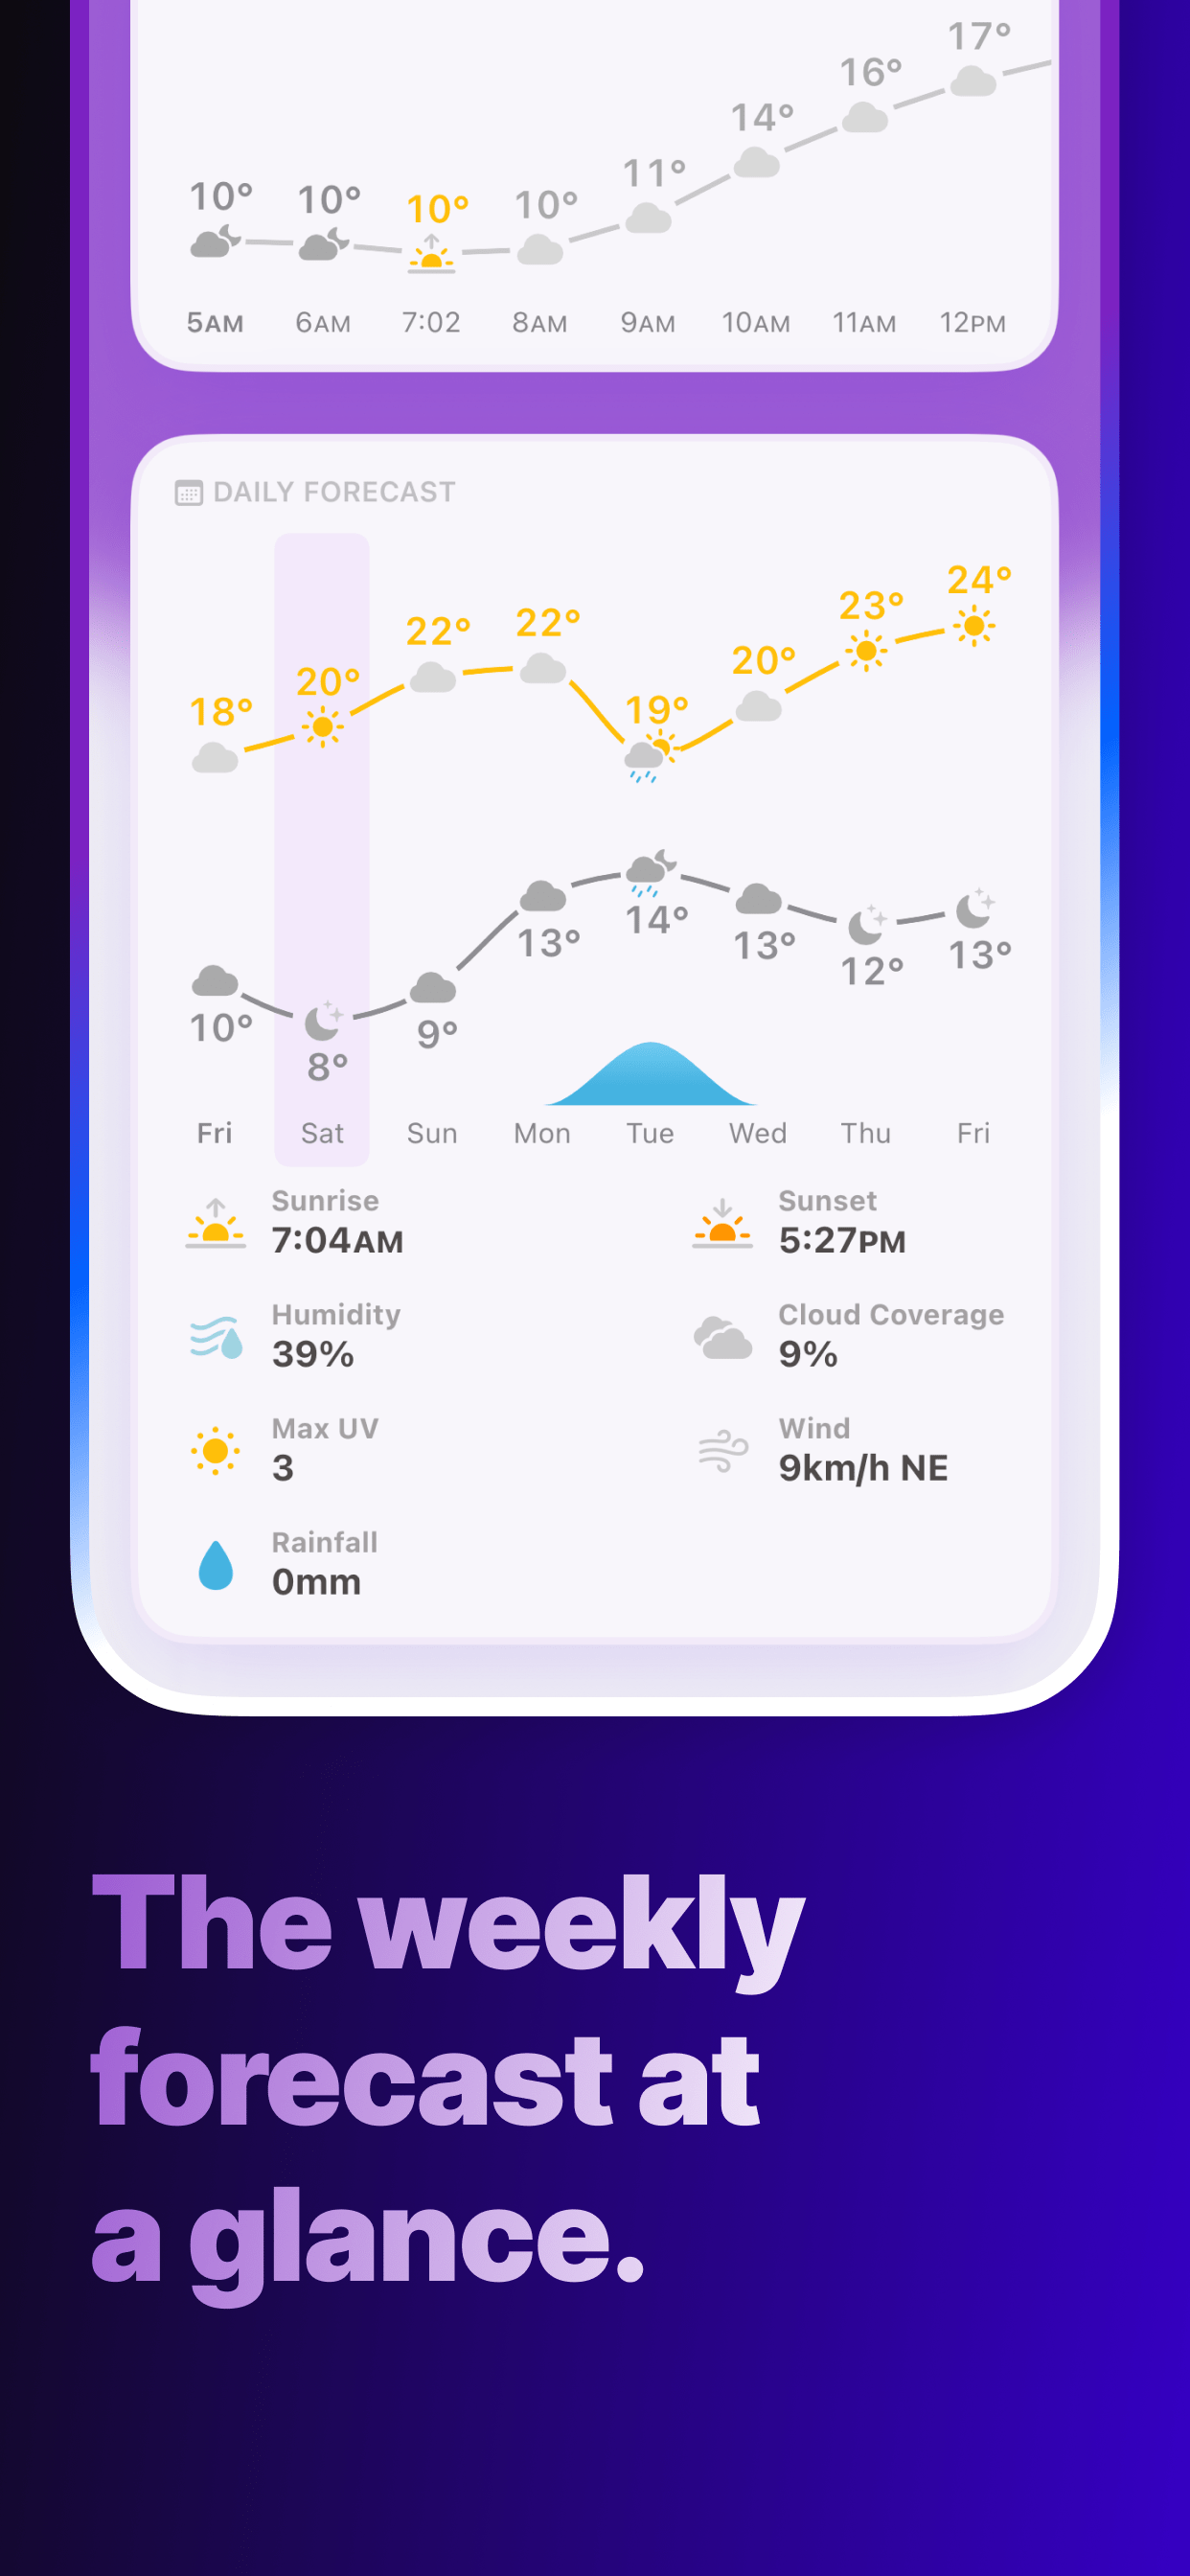 17°
16°
14°
11°
10° 10° 10° 10°
5AM 6AM 7:02 8AM 9AM 10AM 11AM 12PM
DAILY FORECAST
18° 20° 22° 22° 19° 20° 23° 24°
10° 8° 9° 13° 14° 13° 12° 13°
Fri Sat Sun Mon Tue Wed Thu Fri
Sunrise
7:04AM
Sunset
5:27PM
Humidity
39%
Cloud Coverage
9%
Max UV
3
Wind
9km/h NE
Rainfall
0mm
The weekly
forecast at
a glance.